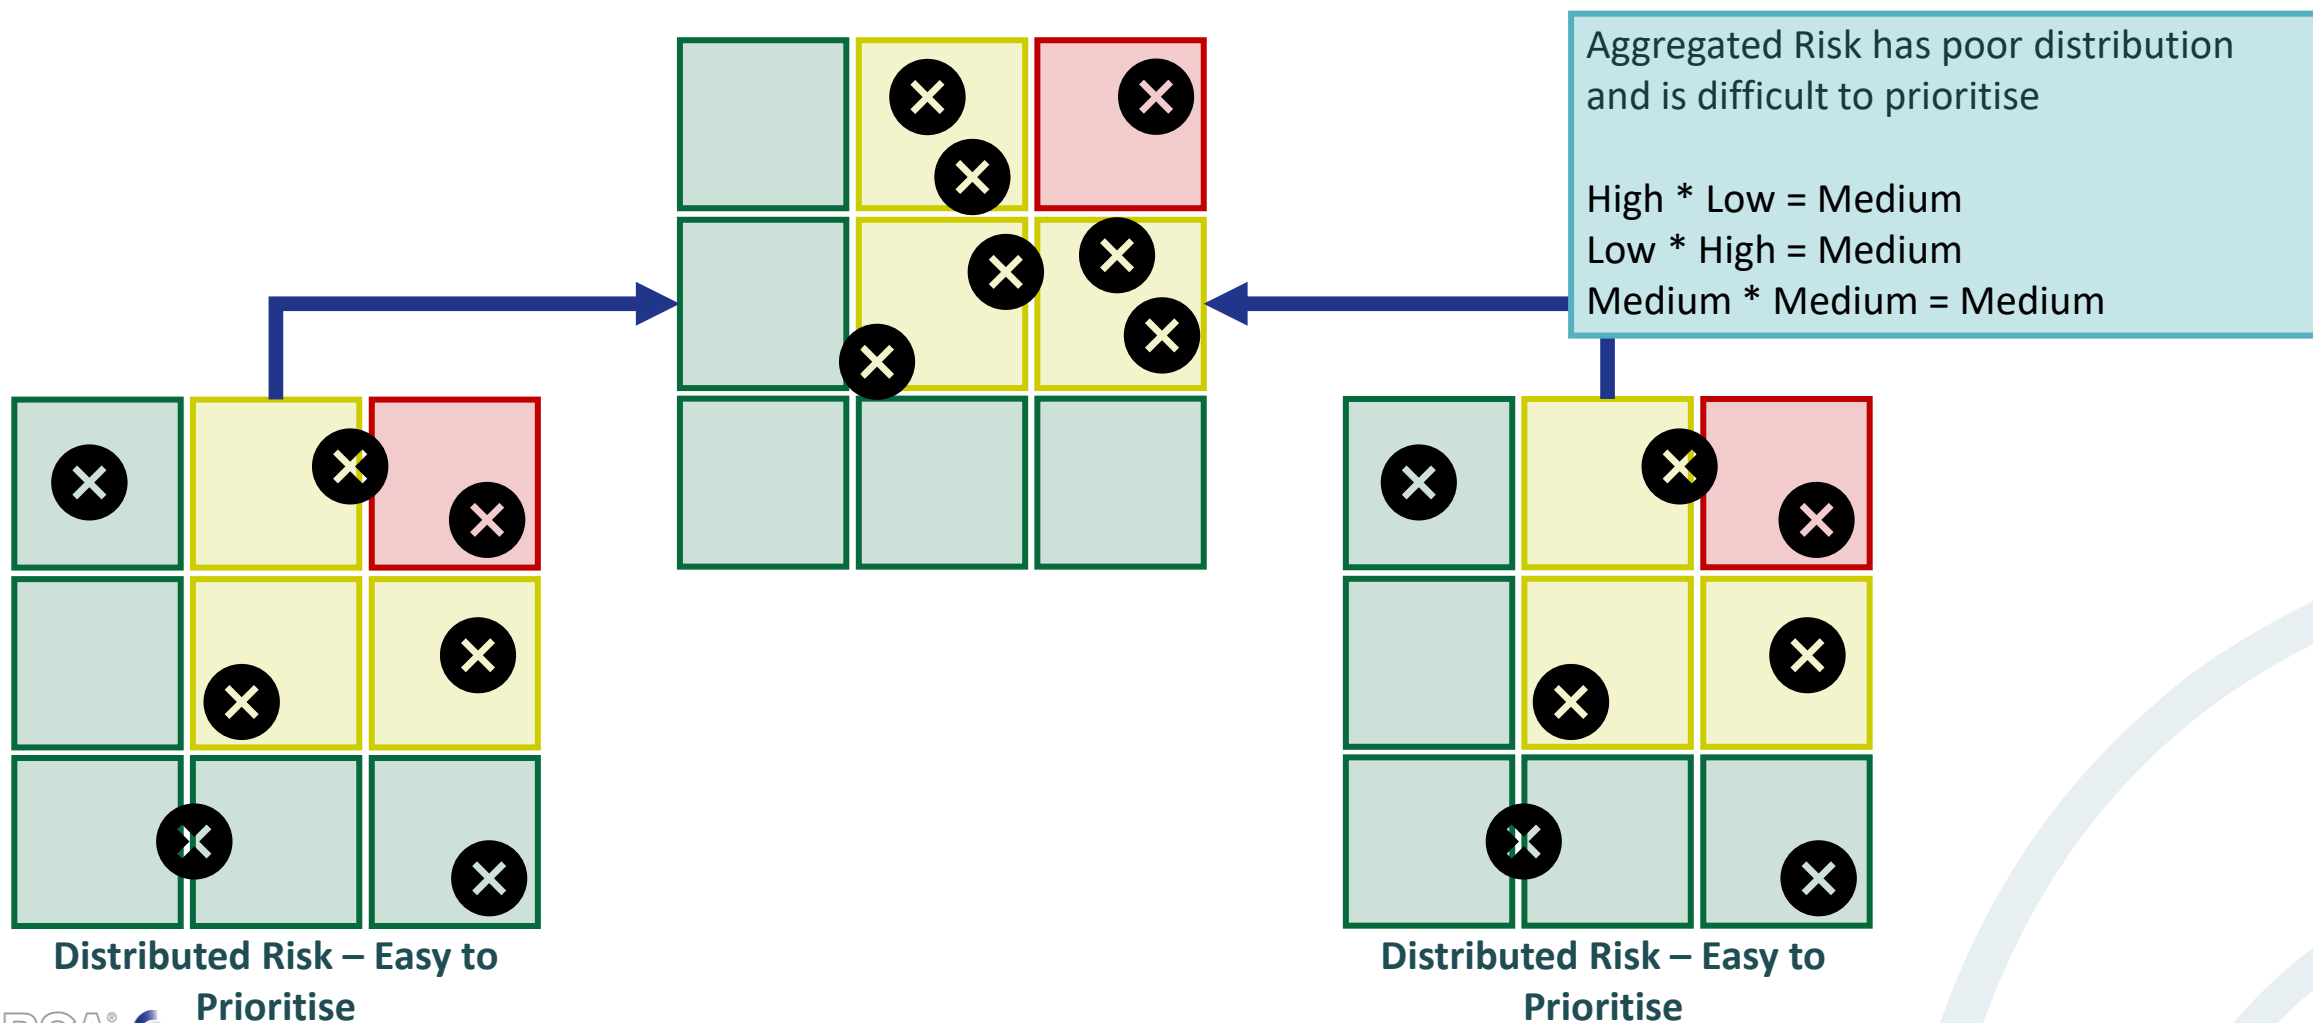 Aggregated Risk has poor distribution
and is difficult to prioritise
High * Low = Medium
Low * High = Medium
Medium * Medium = Medium
Distributed Risk – Easy to
Prioritise
Distributed Risk – Easy to
Prioritise